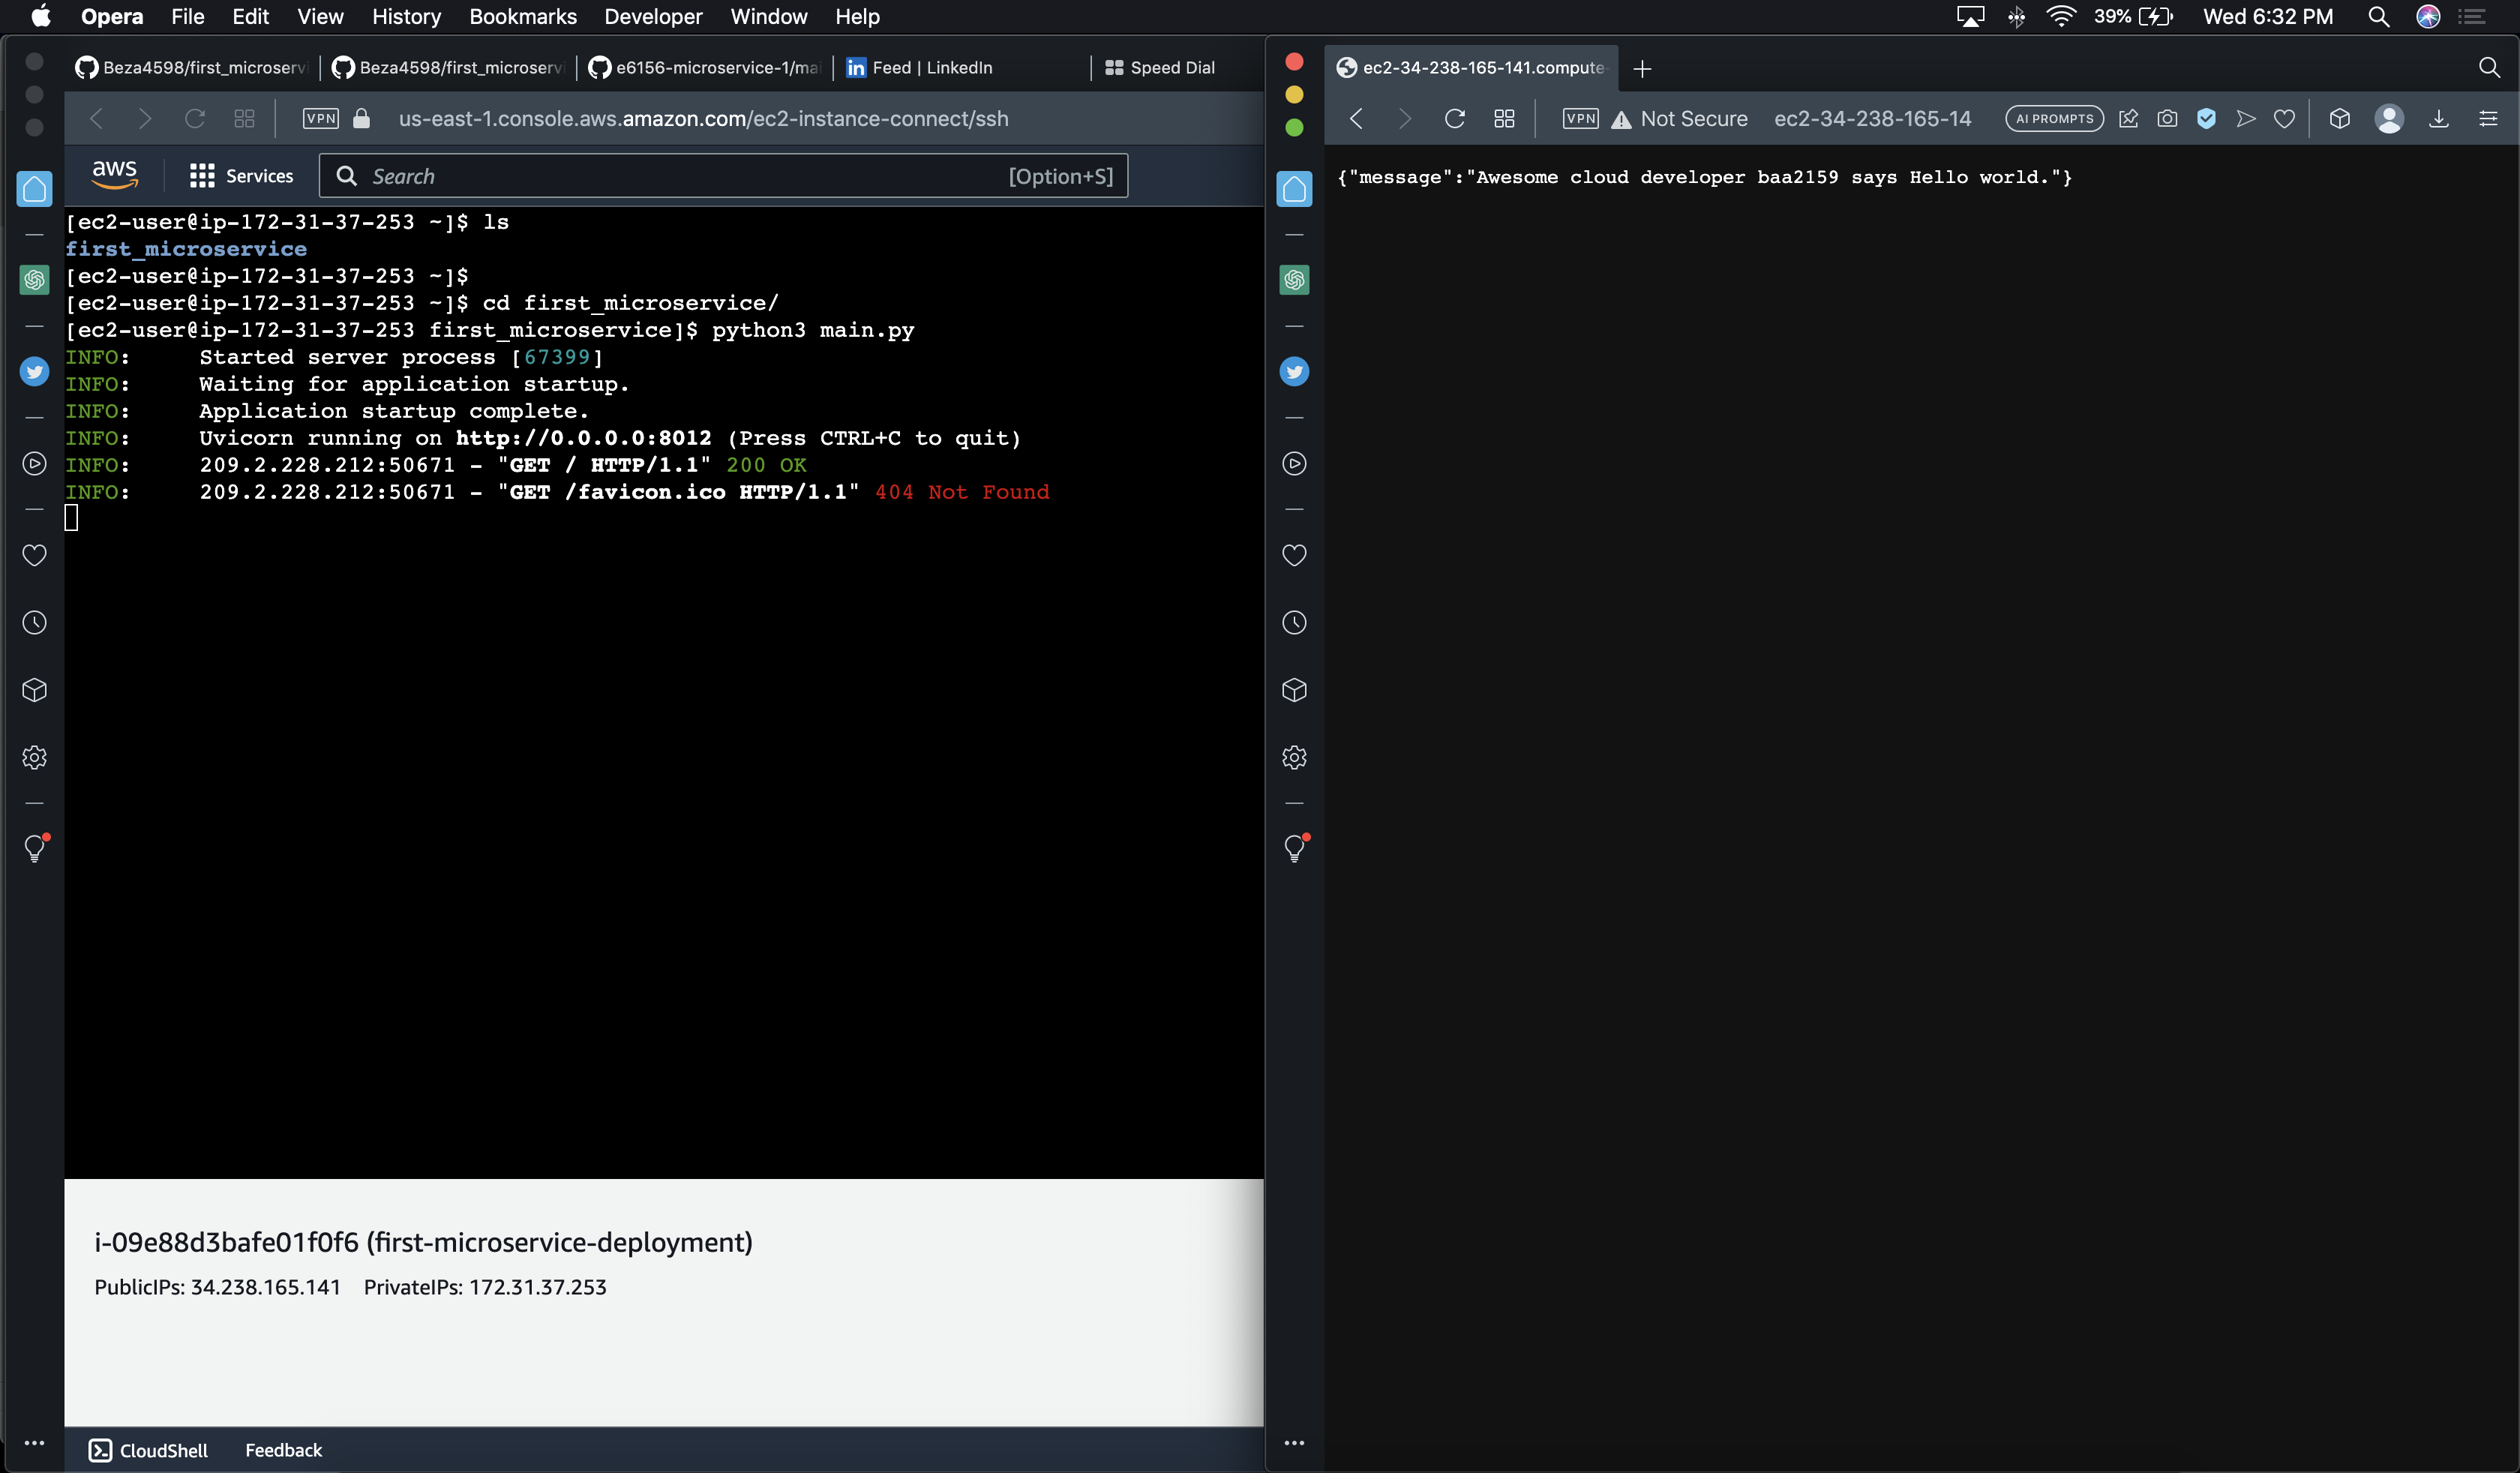 Opera File Edit View History Bookmarks Developer Window Help 39% Wed 6:32 PM
Beza4598/first_microserv Beza4598/first_microserv e6156-microservice-1/mai in Feed | LinkedIn Speed Dial
VPN us-east-1.console.aws.amazon.com/ec2-instance-connect/ssh
aws Services Search [Option+S]
[ec2-user@ip-172-31-37-253 ~]$ ls
first_microservice
[ec2-user@ip-172-31-37-253 ~]$
[ec2-user@ip-172-31-37-253 ~]$ cd first_microservice/
[ec2-user@ip-172-31-37-253 first_microservice]$ python3 main.py
INFO: Started server process [67399]
INFO: Waiting for application startup.
INFO: Application startup complete.
INFO: Uvicorn running on http://0.0.0.0:8012 (Press CTRL+C to quit)
INFO: 209.2.228.212:50671 - "GET / HTTP/1.1" 200 OK
INFO: 209.2.228.212:50671 - "GET /favicon.ico HTTP/1.1" 404 Not Found
i-09e88d3bafe01f0f6 (first-microservice-deployment)
PublicIPs: 34.238.165.141 PrivateIPs: 172.31.37.253
CloudShell Feedback
ec2-34-238-165-141.compute-
VPN Not Secure ec2-34-238-165-14 AI PROMPTS
{"message":"Awesome cloud developer baa2159 says Hello world."}